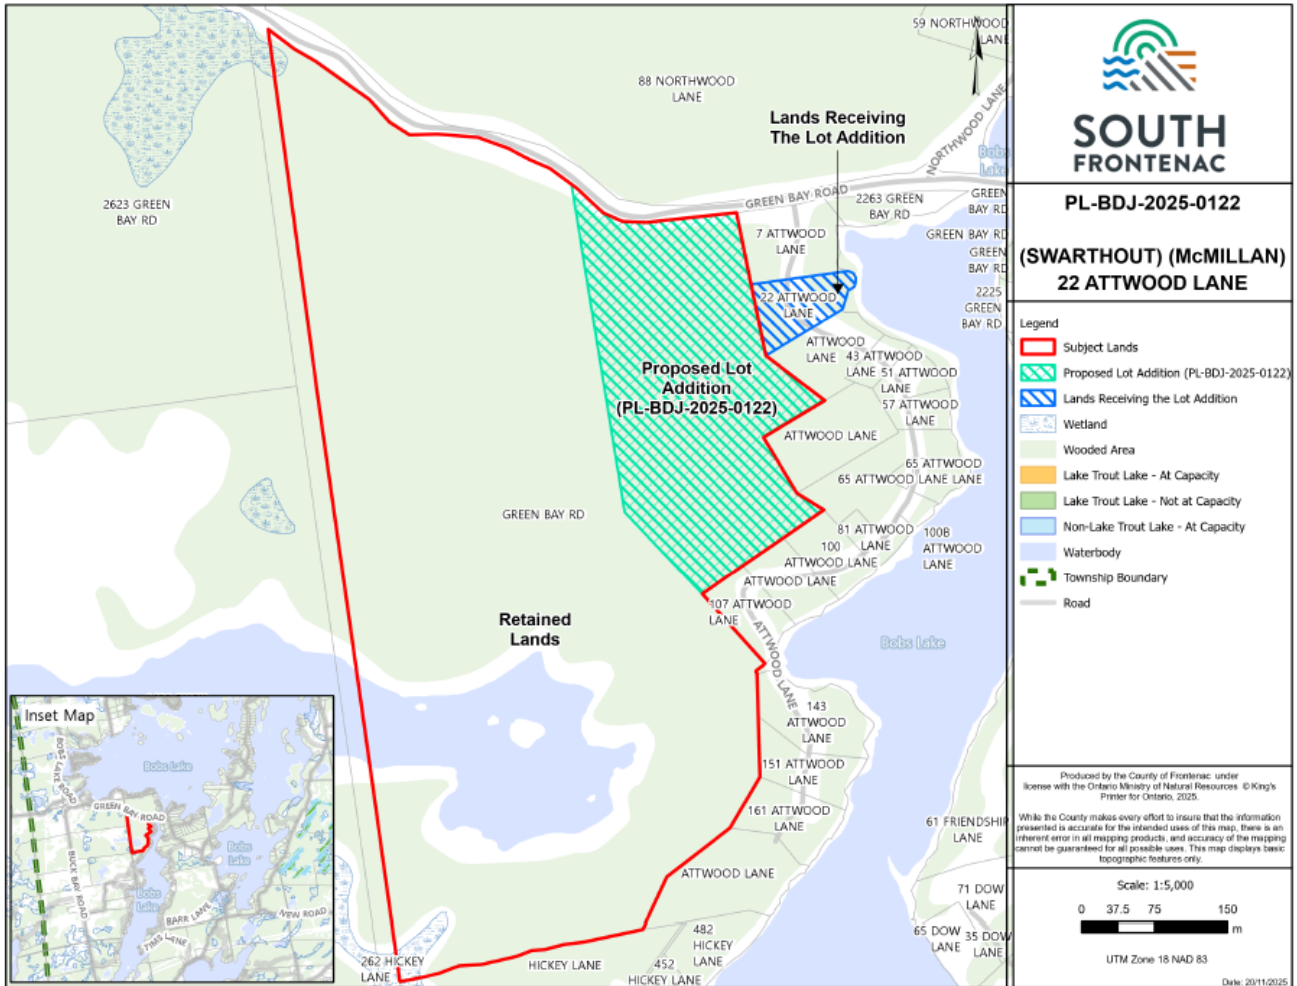 59 NORTHWOOD
LANE
88 NORTHWOOD
LANE
Lands Receiving
The Lot Addition
NORTHWOOD LANE
Bobs
Lake
2623 GREEN
BAY RD
GREEN BAY ROAD
2263 GREEN
BAY RD
GREEN
BAY RD
7 ATTWOOD
LANE
GREEN BAY RD
GREEN
BAY RD
22 ATTWOOD
LANE
2225
GREEN
BAY RD
ATTWOOD
LANE
43 ATTWOOD
LANE
51 ATTWOOD
LANE
57 ATTWOOD
LANE
Proposed Lot
Addition
(PL-BDJ-2025-0122)
ATTWOOD LANE
65 ATTWOOD
LANE
65 ATTWOOD LANE
GREEN BAY RD
81 ATTWOOD
LANE
100B
ATTWOOD
LANE
100
ATTWOOD LANE
ATTWOOD LANE
107 ATTWOOD
LANE
Retained
Lands
ATTWOOD LANE
Bobs Lake
143
ATTWOOD
LANE
151 ATTWOOD
LANE
161 ATTWOOD
LANE
61 FRIENDSHIP
LANE
ATTWOOD LANE
71 DOW
LANE
65 DOW
LANE
35 DOW
LANE
482
HICKEY
LANE
452
HICKEY LANE
HICKEY LANE
262 HICKEY
LANE
Inset Map
BOBS LAKE ROAD
Bobs Lake
GREEN BAY ROAD
BUCK BAY ROAD
Bobs
Lake
Bobs
Lake
BARR LANE
NEW ROAD
TIMS LANE
SOUTH
FRONTENAC
PL-BDJ-2025-0122
(SWARTHOUT) (McMILLAN)
22 ATTWOOD LANE
Legend
Subject Lands
Proposed Lot Addition (PL-BDJ-2025-0122)
Lands Receiving the Lot Addition
Wetland
Wooded Area
Lake Trout Lake - At Capacity
Lake Trout Lake - Not at Capacity
Non-Lake Trout Lake - At Capacity
Waterbody
Township Boundary
Road
Produced by the County of Frontenac under
license with the Ontario Ministry of Natural Resources © King's
Printer for Ontario, 2025.
While the County makes every effort to insure that the information
presented is accurate for the intended uses of this map, there is an
inherent error in all mapping products, and accuracy of the mapping
cannot be guaranteed for all possible uses. This map displays basic
topographic features only.
Scale: 1:5,000
0 37.5 75 150
m
UTM Zone 18 NAD 83
Date: 20/11/2025